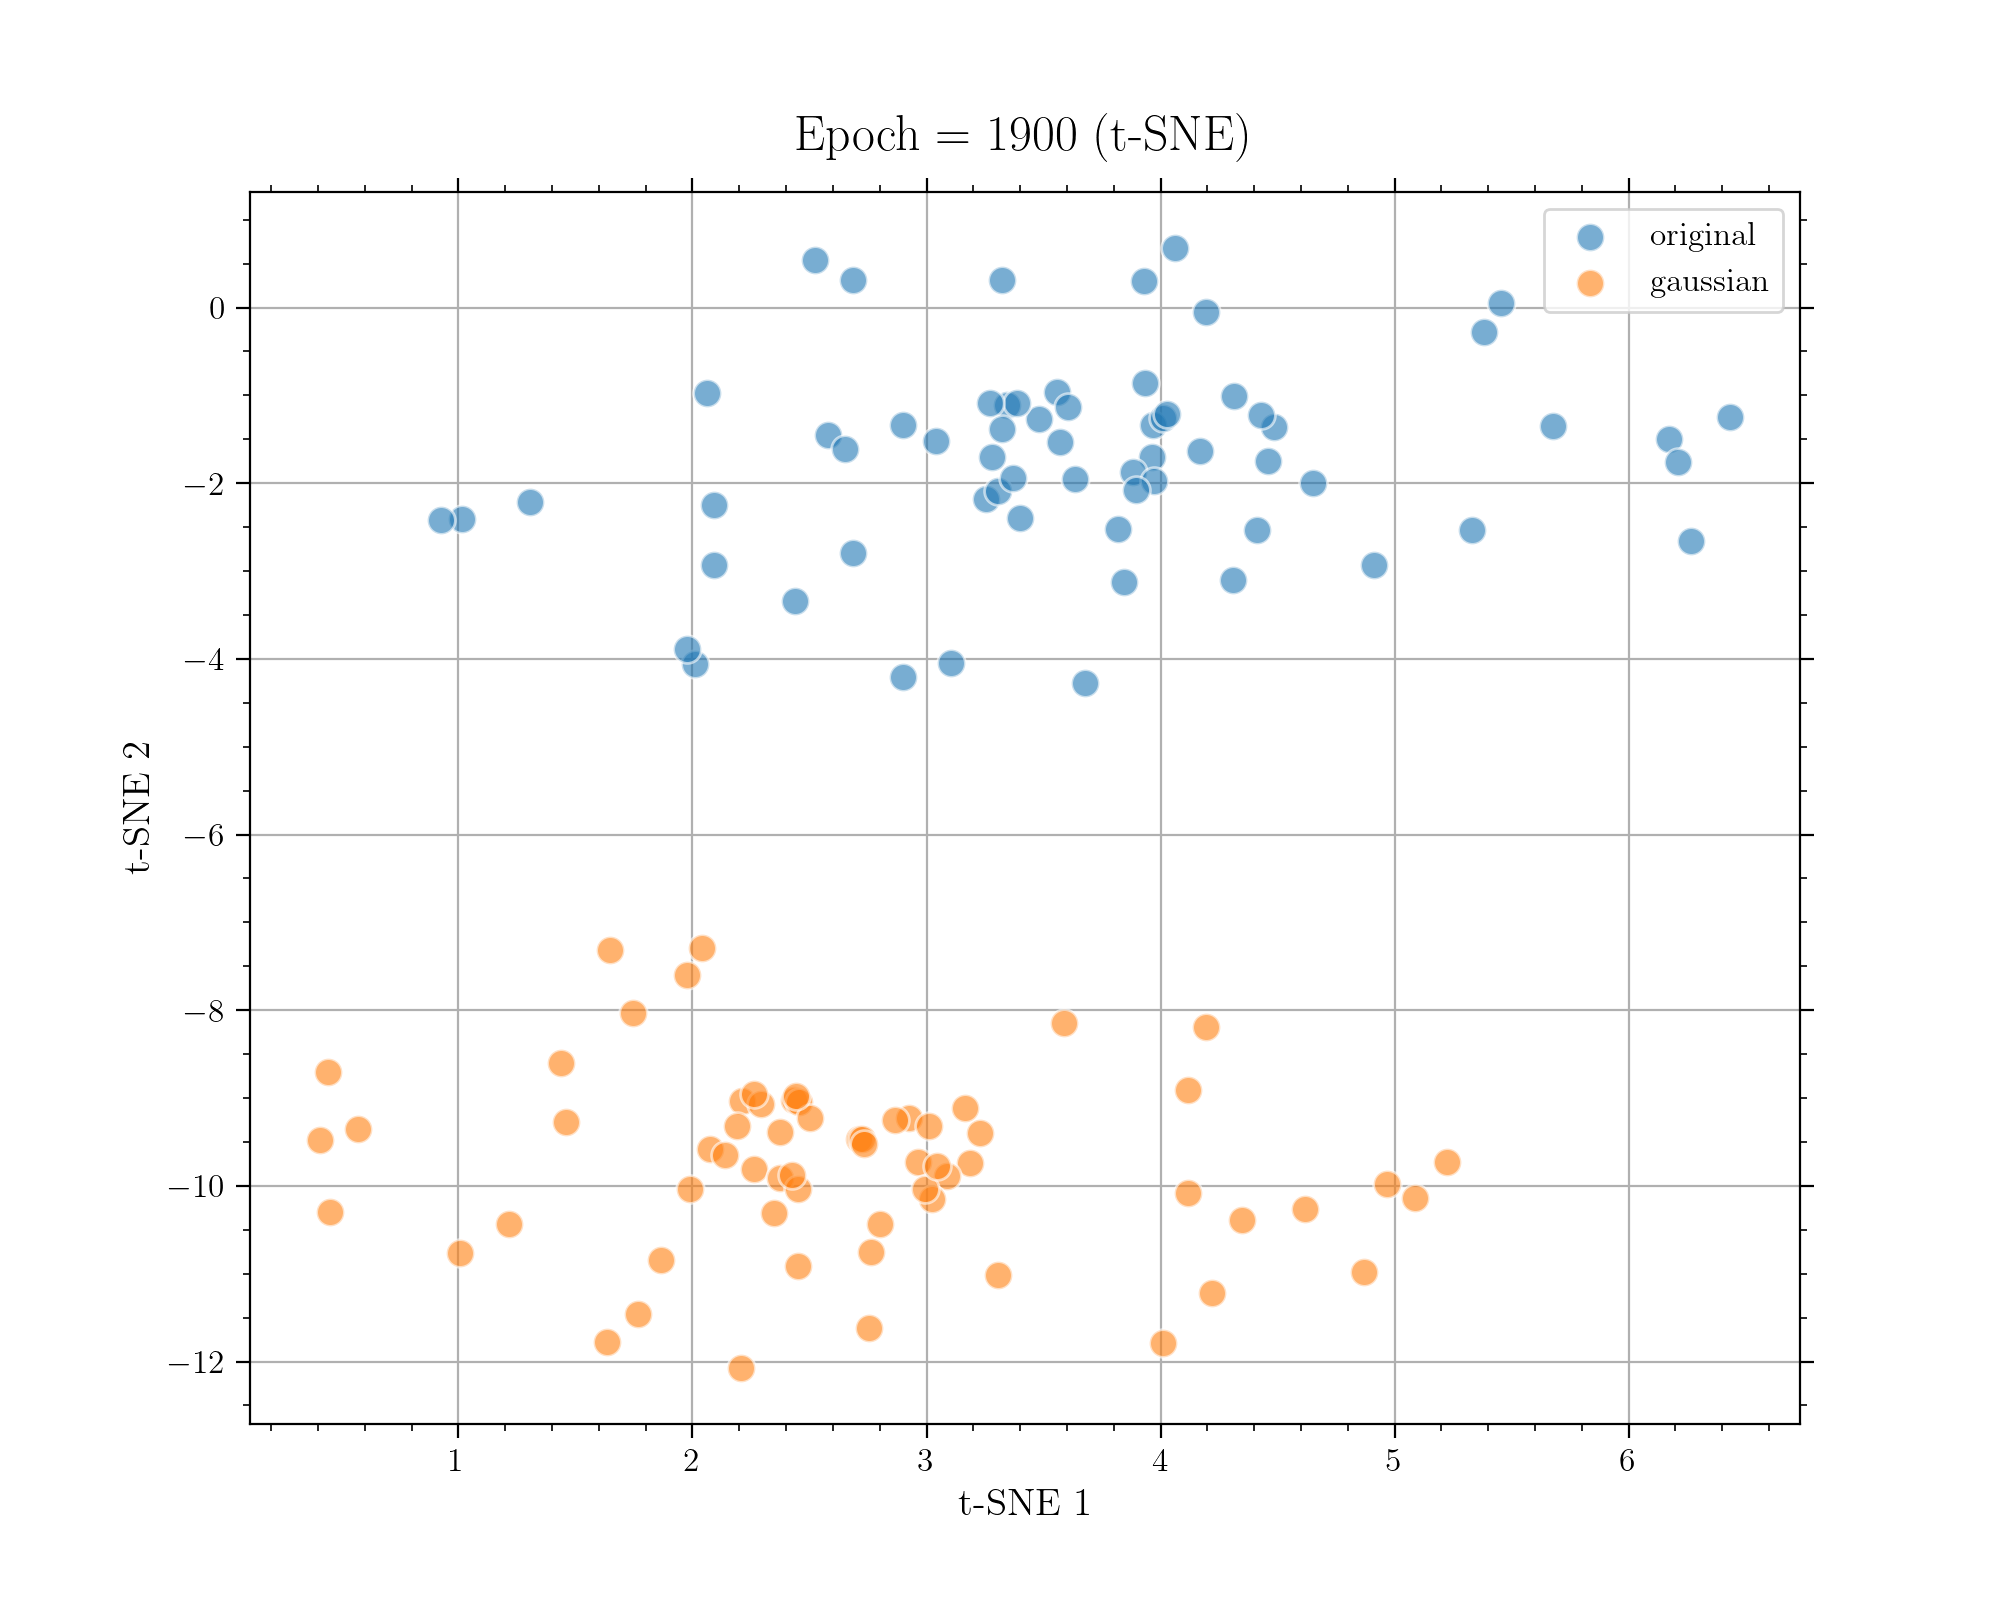 Epoch = 1900 (t-SNE)
original
gaussian
0
−2
−4
−6
−8
−10
−12
t-SNE 2
1 2 3 4 5 6
t-SNE 1